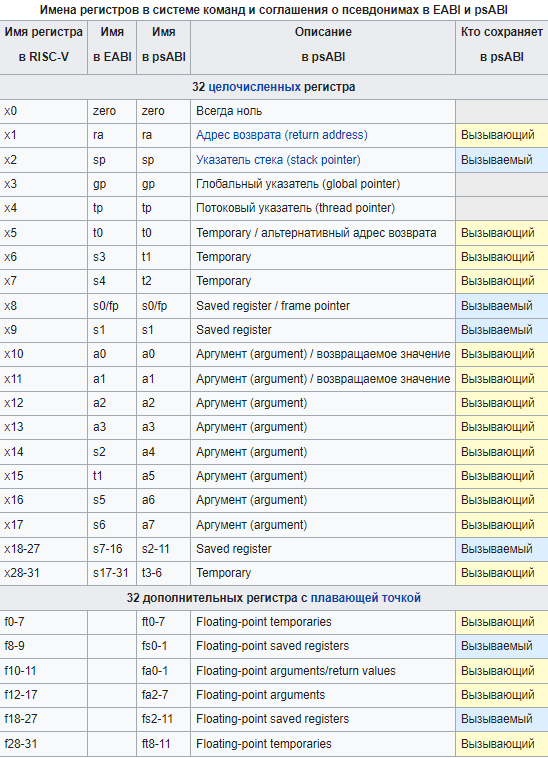 Имена регистров в системе команд и соглашения о псевдонимах в EABI и psABI
Имя регистра в RISC-V Имя в EABI Имя в psABI Описание в psABI Кто сохраняет в psABI
32 целочисленных регистра
x0 zero zero Всегда ноль
x1 ra ra Адрес возврата (return address) Вызывающий
x2 sp sp Указатель стека (stack pointer) Вызываемый
x3 gp gp Глобальный указатель (global pointer)
x4 tp tp Потоковый указатель (thread pointer)
x5 t0 t0 Temporary / альтернативный адрес возврата Вызывающий
x6 s3 t1 Temporary Вызывающий
x7 s4 t2 Temporary Вызывающий
x8 s0/fp s0/fp Saved register / frame pointer Вызываемый
x9 s1 s1 Saved register Вызываемый
x10 a0 a0 Аргумент (argument) / возвращаемое значение Вызывающий
x11 a1 a1 Аргумент (argument) / возвращаемое значение Вызывающий
x12 a2 a2 Аргумент (argument) Вызывающий
x13 a3 a3 Аргумент (argument) Вызывающий
x14 s2 a4 Аргумент (argument) Вызывающий
x15 t1 a5 Аргумент (argument) Вызывающий
x16 s5 a6 Аргумент (argument) Вызывающий
x17 s6 a7 Аргумент (argument) Вызывающий
x18-27 s7-16 s2-11 Saved register Вызываемый
x28-31 s17-31 t3-6 Temporary Вызывающий
32 дополнительных регистра с плавающей точкой
f0-7 ft0-7 Floating-point temporaries Вызывающий
f8-9 fs0-1 Floating-point saved registers Вызываемый
f10-11 fa0-1 Floating-point arguments/return values Вызывающий
f12-17 fa2-7 Floating-point arguments Вызывающий
f18-27 fs2-11 Floating-point saved registers Вызываемый
f28-31 ft8-11 Floating-point temporaries Вызывающий